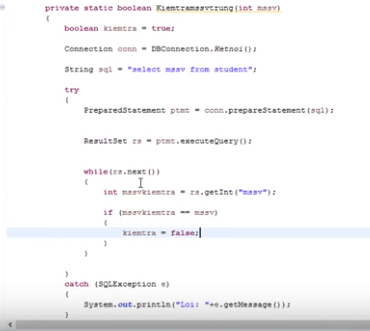 private static boolean Kiemtramssvtrung(int mssv)
{
boolean kiemtra = true;
Connection conn = DBConnection.Ketnoi();
String sql = "select mssv from student";
try
{
PreparedStatement ptmt = conn.prepareStatement(sql);
ResultSet rs = ptmt.executeQuery();
while(rs.next())
{
int mssvkiemtra = rs.getInt("mssv");
if (mssvkiemtra == mssv)
{
kiemtra = false;
}
}
}
catch (SQLException e)
{
System.out.println("Loi: "+e.getMessage());
}